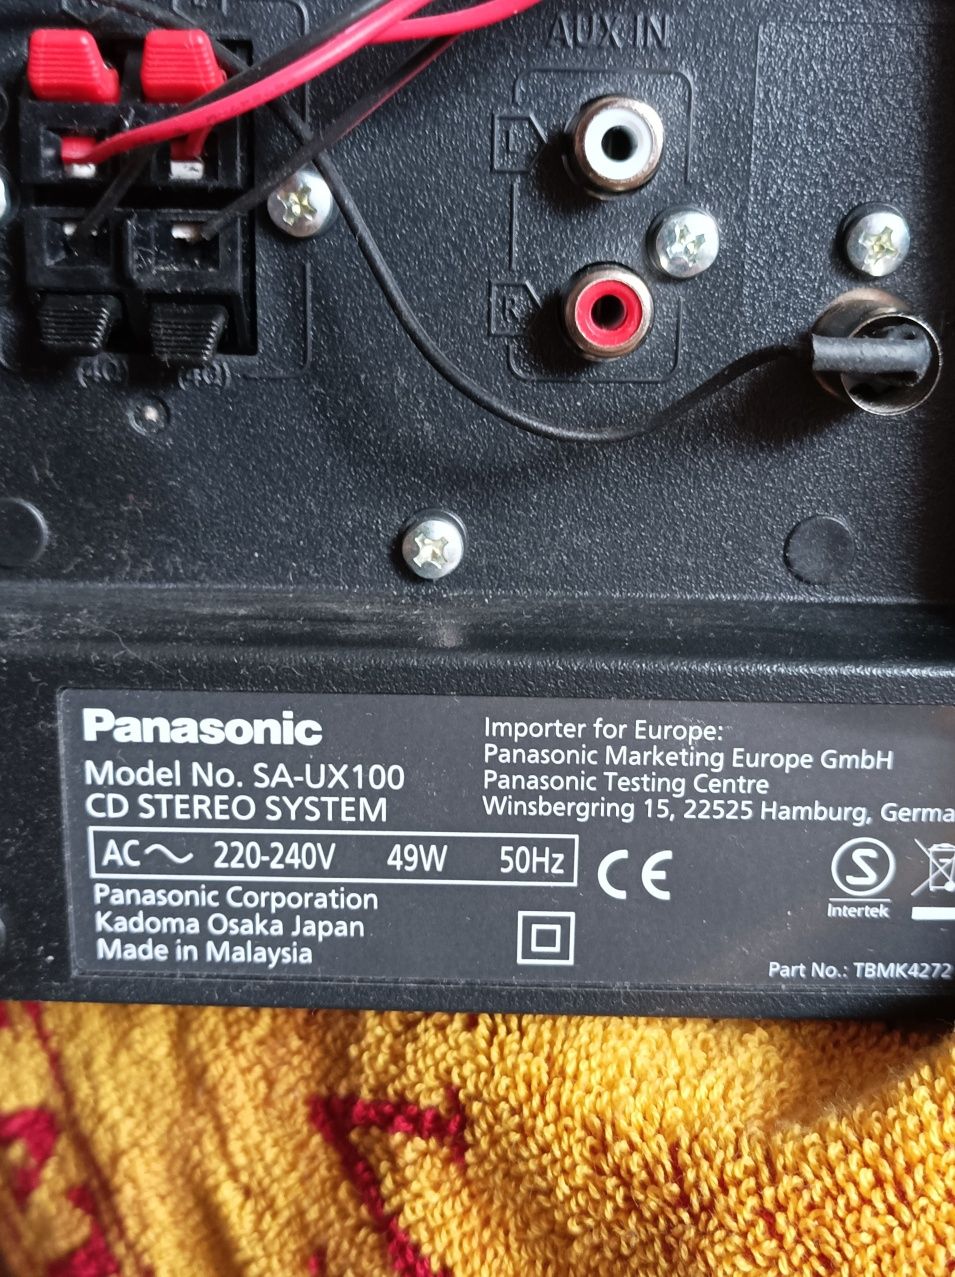 AUX IN
L
R
(4Ω) (4Ω)
Panasonic
Model No. SA-UX100
CD STEREO SYSTEM
AC 220-240V 49W 50Hz
Panasonic Corporation
Kadoma Osaka Japan
Made in Malaysia
Importer for Europe:
Panasonic Marketing Europe GmbH
Panasonic Testing Centre
Winsbergring 15, 22525 Hamburg, Germa
CE
S
Intertek
Part No.: TBMK4272